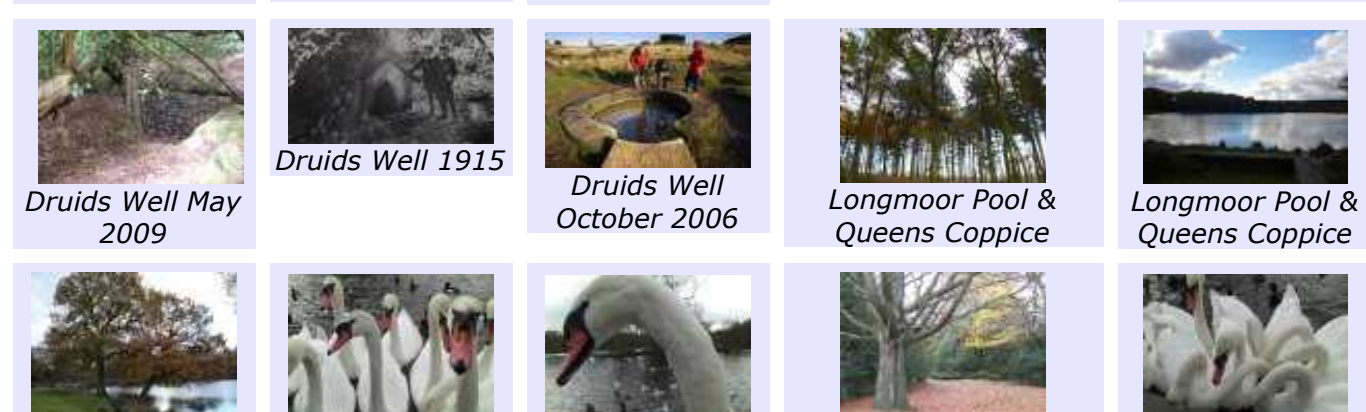 Druids Well May
2009
Druids Well 1915
Druids Well
October 2006
Longmoor Pool &
Queens Coppice
Longmoor Pool &
Queens Coppice